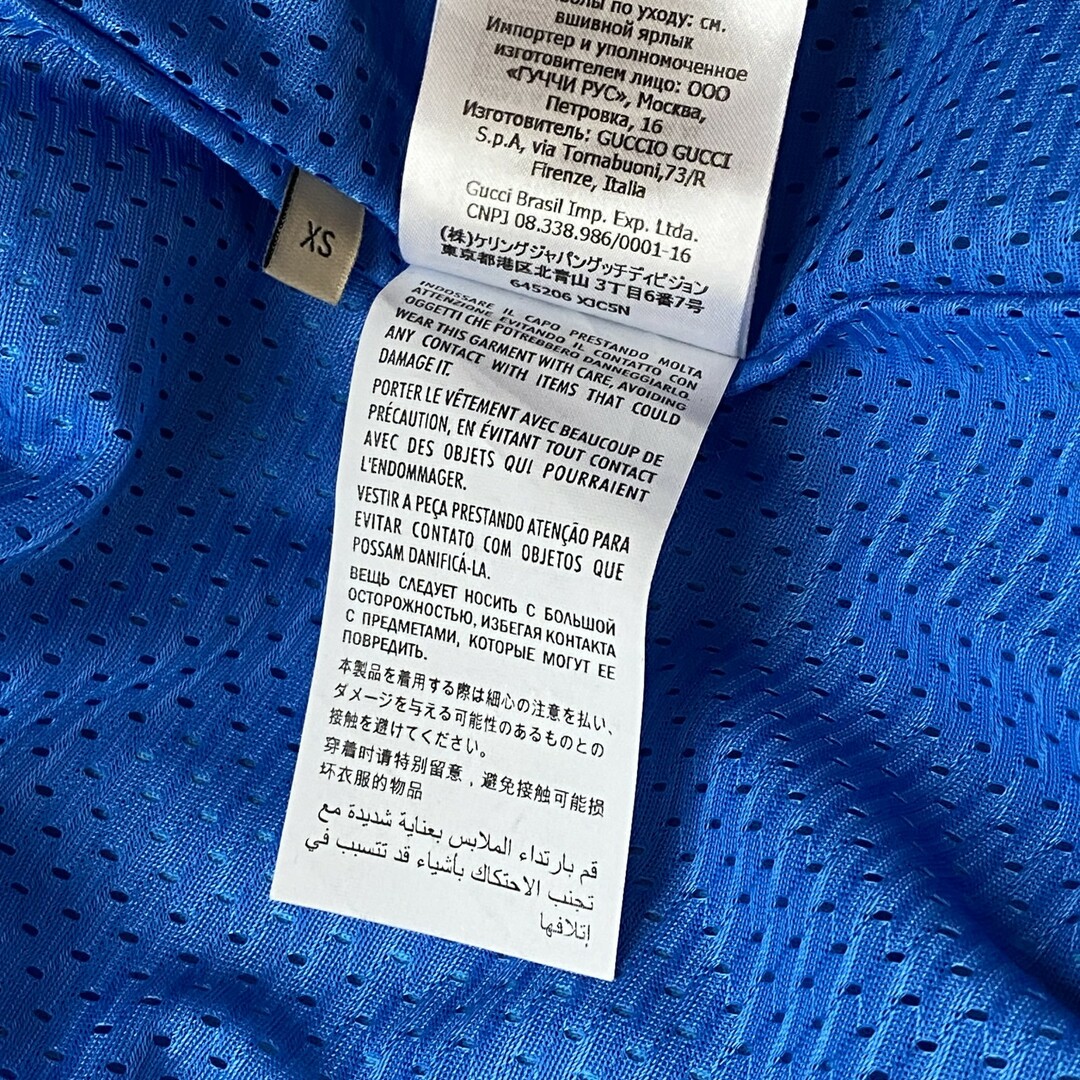 по уходу: см.
вшивной ярлык
Импортер и уполномоченное
изготовителем лицо: ООО
«ГУЧЧИ РУС», Москва,
Петровка, 16
Изготовитель: GUCCIO GUCCI
S.p.A, via Tornabuoni,73/R
Firenze, Italia
Gucci Brasil Imp. Exp. Ltda.
CNPJ 08.338.986/0001-16
(株)ケリングジャパングッチディビジョン
東京都港区北青山 3丁目6番7号
645206 XJC5N
XS
INDOSSARE IL CAPO PRESTANDO MOLTA
ATTENZIONE EVITANDO IL CONTATTO CON
OGGETTI CHE POTREBBERO DANNEGGIARLO.
WEAR THIS GARMENT WITH CARE, AVOIDING
ANY CONTACT WITH ITEMS THAT COULD
DAMAGE IT.
PORTER LE VÊTEMENT AVEC BEAUCOUP DE
PRÉCAUTION, EN ÉVITANT TOUT CONTACT
AVEC DES OBJETS QUI POURRAIENT
L'ENDOMMAGER.
VESTIR A PEÇA PRESTANDO ATENÇÃO PARA
EVITAR CONTATO COM OBJETOS QUE
POSSAM DANIFICÁ-LA.
ВЕЩЬ СЛЕДУЕТ НОСИТЬ С БОЛЬШОЙ
ОСТОРОЖНОСТЬЮ, ИЗБЕГАЯ КОНТАКТА
С ПРЕДМЕТАМИ, КОТОРЫЕ МОГУТ ЕЕ
ПОВРЕДИТЬ.
本製品を着用する際は細心の注意を払い、
ダメージを与える可能性のあるものとの
接触を避けてください。
穿着时请特别留意，避免接触可能损
坏衣服的物品
قم بارتداء الملابس بعناية شديدة مع
تجنب الاحتكاك بأشياء قد تتسبب في
إتلافها